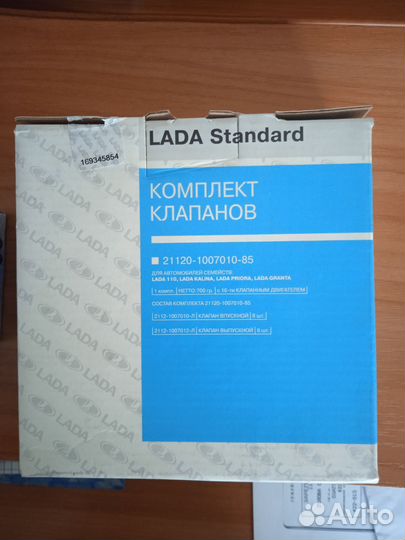 LADA Standard
169345854
КОМПЛЕКТ
КЛАПАНОВ
21120-1007010-85
ДЛЯ АВТОМОБИЛЕЙ СЕМЕЙСТВ:
LADA 110, LADA KALINA, LADA PRIORA, LADA GRANTA
1 компл. НЕТТО 700 гр. с 16-ти КЛАПАННЫМ ДВИГАТЕЛЕМ
СОСТАВ КОМПЛЕКТА 21120-1007010-85
2112-1007010-Л КЛАПАН ВПУСКНОЙ 8 шт.
2112-1007012-Л КЛАПАН ВЫПУСКНОЙ 8 шт.
LADA
Avito